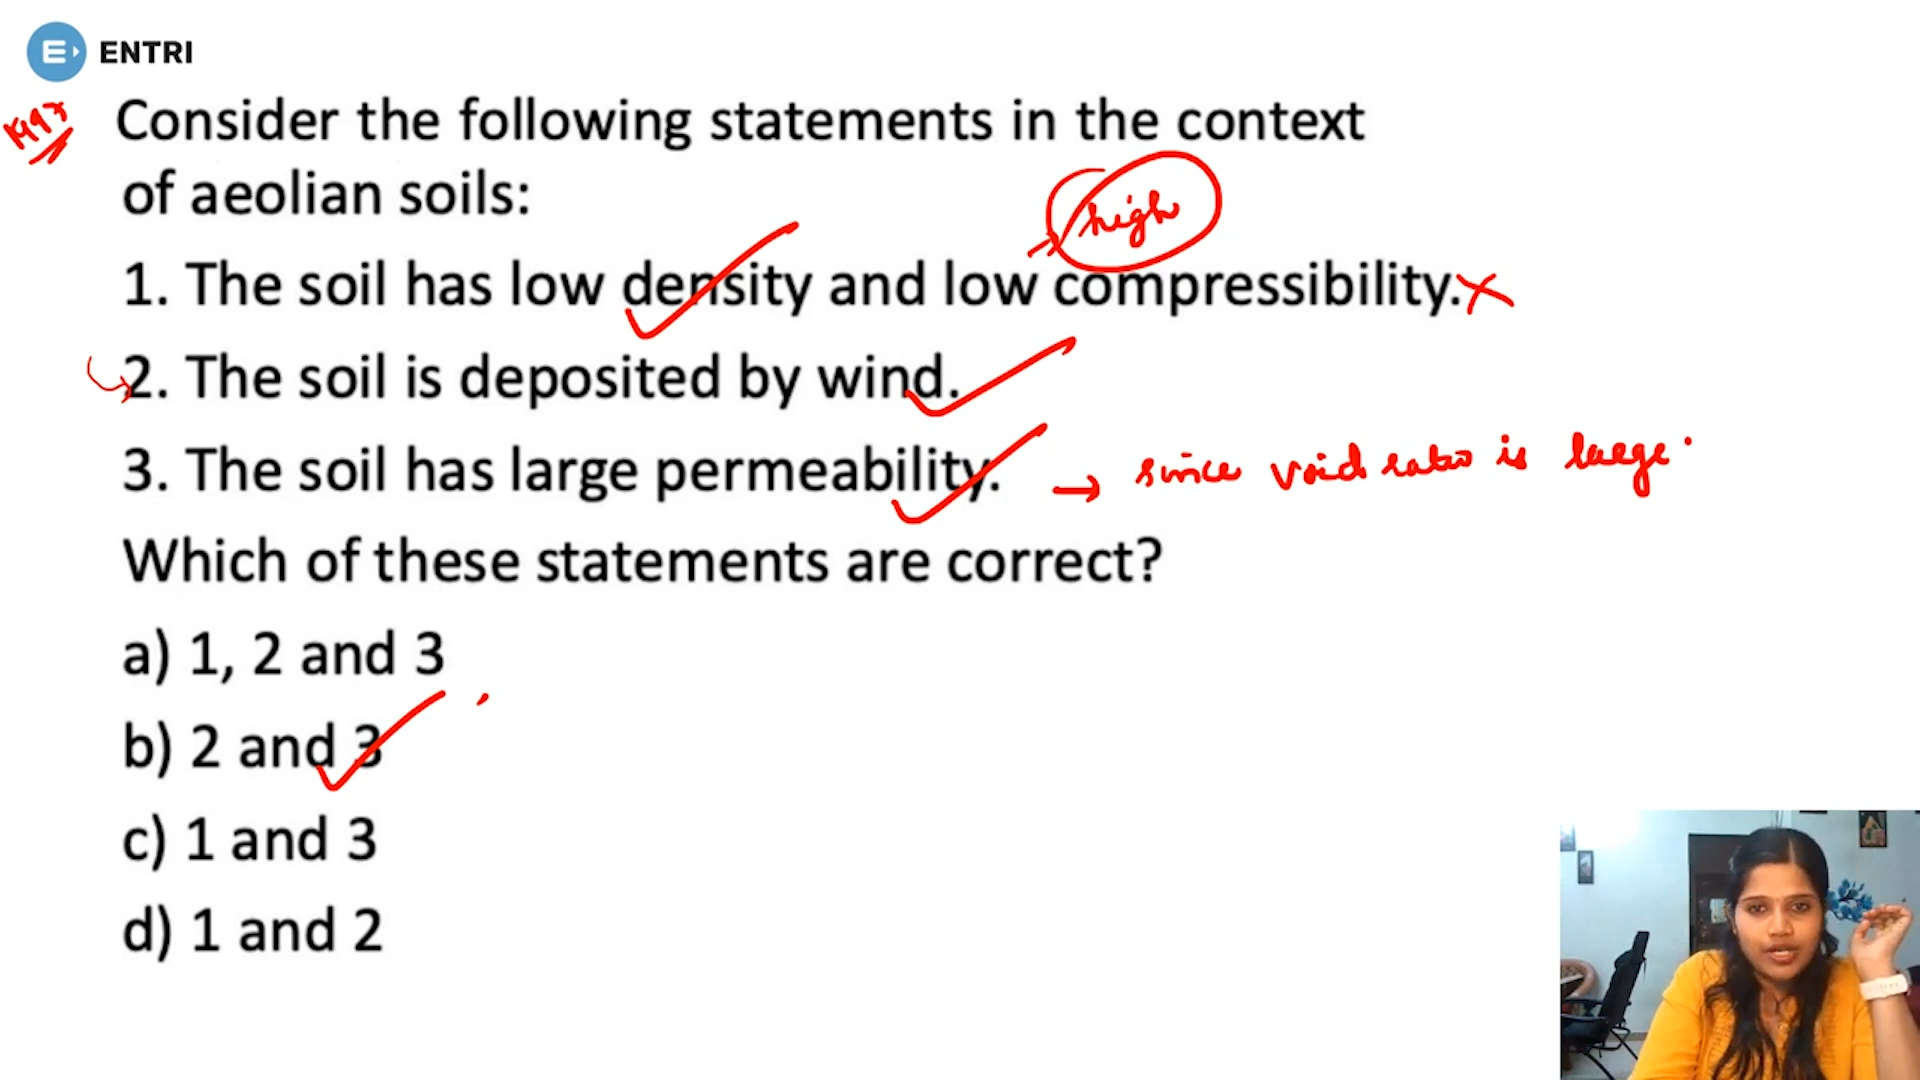 ENTRI
1997
Consider the following statements in the context
of aeolian soils:
high
1. The soil has low density and low compressibility.
2. The soil is deposited by wind.
3. The soil has large permeability. → since void ratio is large
Which of these statements are correct?
a) 1, 2 and 3
b) 2 and 3
c) 1 and 3
d) 1 and 2